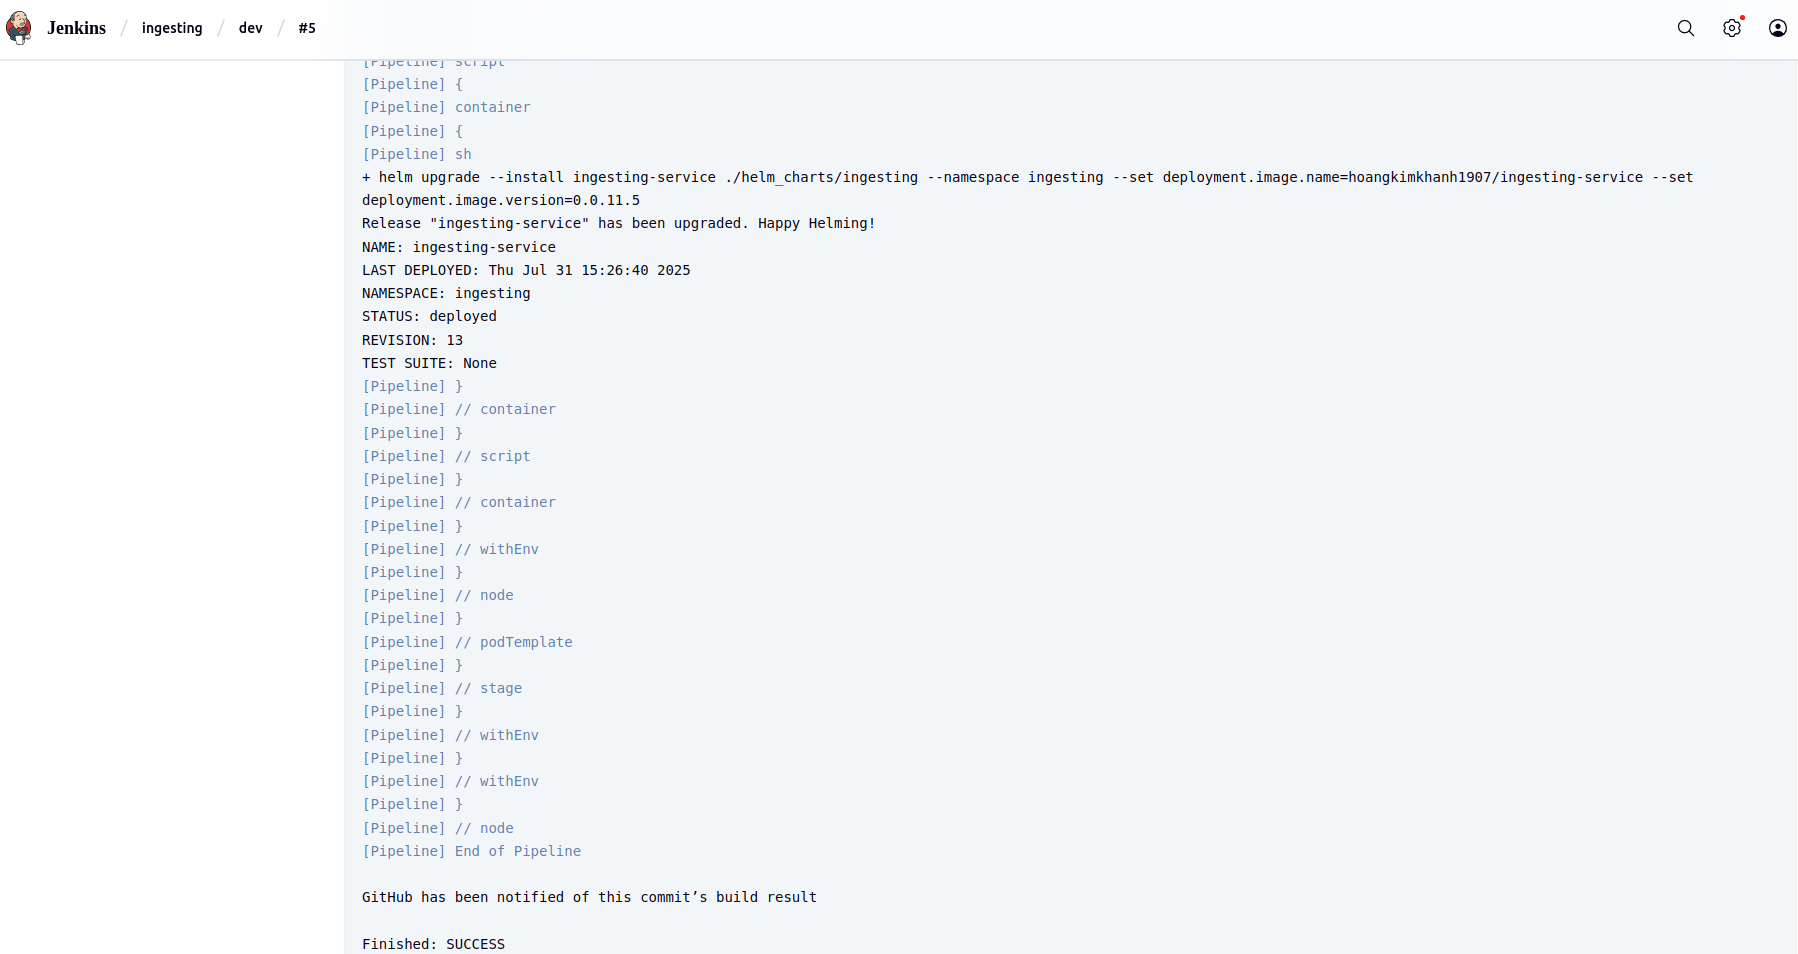 Jenkins / ingesting / dev / #5
[Pipeline] script
[Pipeline] {
[Pipeline] container
[Pipeline] {
[Pipeline] sh
+ helm upgrade --install ingesting-service ./helm_charts/ingesting --namespace ingesting --set deployment.image.name=hoangkimkhanh1907/ingesting-service --set
deployment.image.version=0.0.11.5
Release "ingesting-service" has been upgraded. Happy Helming!
NAME: ingesting-service
LAST DEPLOYED: Thu Jul 31 15:26:40 2025
NAMESPACE: ingesting
STATUS: deployed
REVISION: 13
TEST SUITE: None
[Pipeline] }
[Pipeline] // container
[Pipeline] }
[Pipeline] // script
[Pipeline] }
[Pipeline] // container
[Pipeline] }
[Pipeline] // withEnv
[Pipeline] }
[Pipeline] // node
[Pipeline] }
[Pipeline] // podTemplate
[Pipeline] }
[Pipeline] // stage
[Pipeline] }
[Pipeline] // withEnv
[Pipeline] }
[Pipeline] // withEnv
[Pipeline] }
[Pipeline] // node
[Pipeline] End of Pipeline
GitHub has been notified of this commit’s build result
Finished: SUCCESS